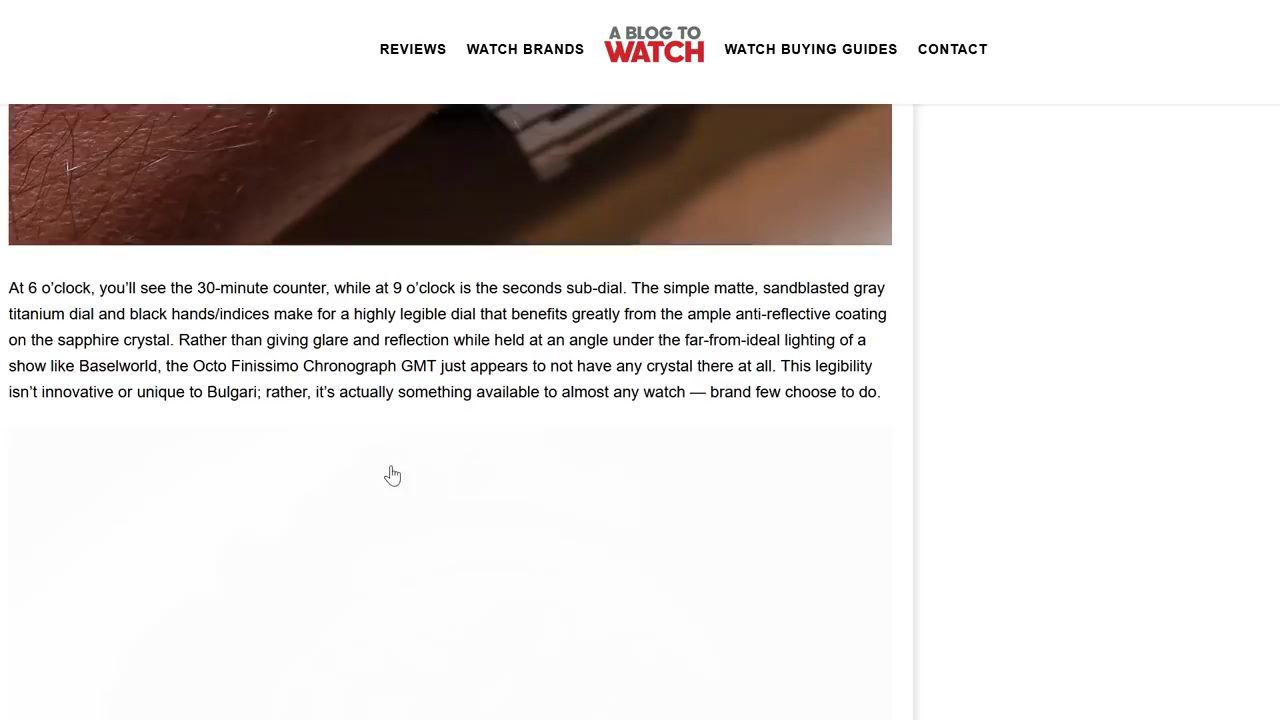 REVIEWS WATCH BRANDS A BLOG TO WATCH WATCH BUYING GUIDES CONTACT
At 6 o’clock, you’ll see the 30-minute counter, while at 9 o’clock is the seconds sub-dial. The simple matte, sandblasted gray
titanium dial and black hands/indices make for a highly legible dial that benefits greatly from the ample anti-reflective coating
on the sapphire crystal. Rather than giving glare and reflection while held at an angle under the far-from-ideal lighting of a
show like Baselworld, the Octo Finissimo Chronograph GMT just appears to not have any crystal there at all. This legibility
isn’t innovative or unique to Bulgari; rather, it’s actually something available to almost any watch — brand few choose to do.